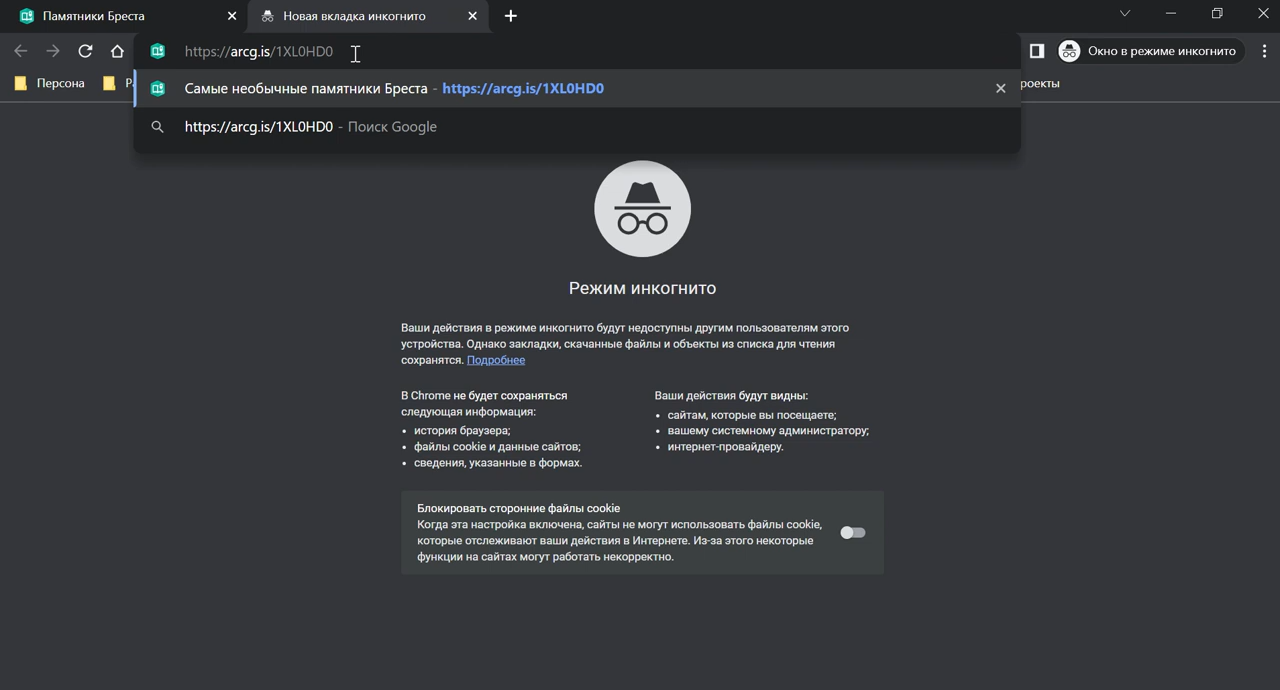 Памятники Бреста
Новая вкладка инкогнито
https://arcg.is/1XL0HD0
Окно в режиме инкогнито
Персона
роекты
Самые необычные памятники Бреста - https://arcg.is/1XL0HD0
https://arcg.is/1XL0HD0 - Поиск Google
Режим инкогнито
Ваши действия в режиме инкогнито будут недоступны другим пользователям этого
устройства. Однако закладки, скачанные файлы и объекты из списка для чтения
сохранятся. Подробнее
В Chrome не будет сохраняться
следующая информация:
• история браузера;
• файлы cookie и данные сайтов;
• сведения, указанные в формах.
Ваши действия будут видны:
• сайтам, которые вы посещаете;
• вашему системному администратору;
• интернет-провайдеру.
Блокировать сторонние файлы cookie
Когда эта настройка включена, сайты не могут использовать файлы cookie,
которые отслеживают ваши действия в Интернете. Из-за этого некоторые
функции на сайтах могут работать некорректно.